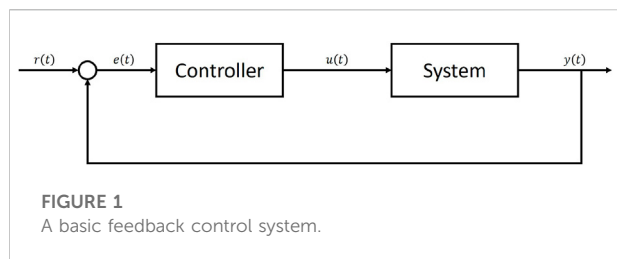 r(t) e(t) Controller u(t) System y(t)
FIGURE 1
A basic feedback control system.